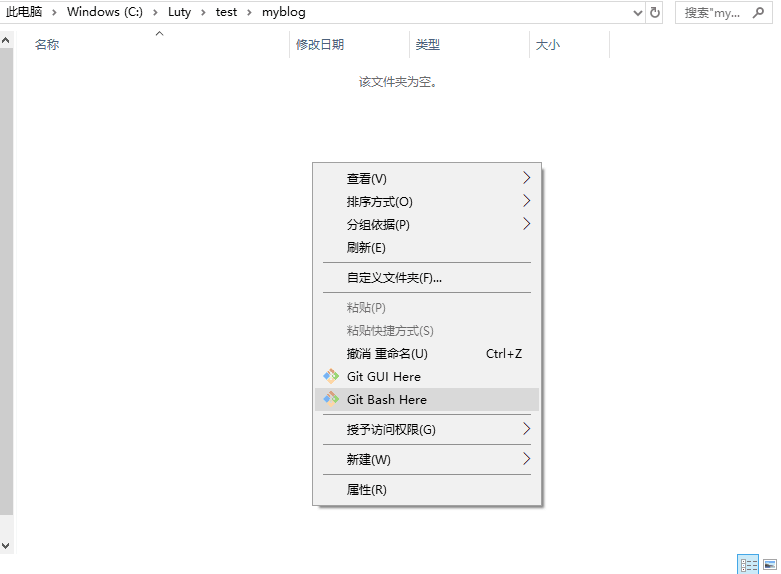 此电脑 > Windows (C:) > Luty > test > myblog
搜索"my...
名称 修改日期 类型 大小
该文件夹为空。
查看(V)
排序方式(O)
分组依据(P)
刷新(E)
自定义文件夹(F)...
粘贴(P)
粘贴快捷方式(S)
撤消 重命名(U) Ctrl+Z
Git GUI Here
Git Bash Here
授予访问权限(G)
新建(W)
属性(R)